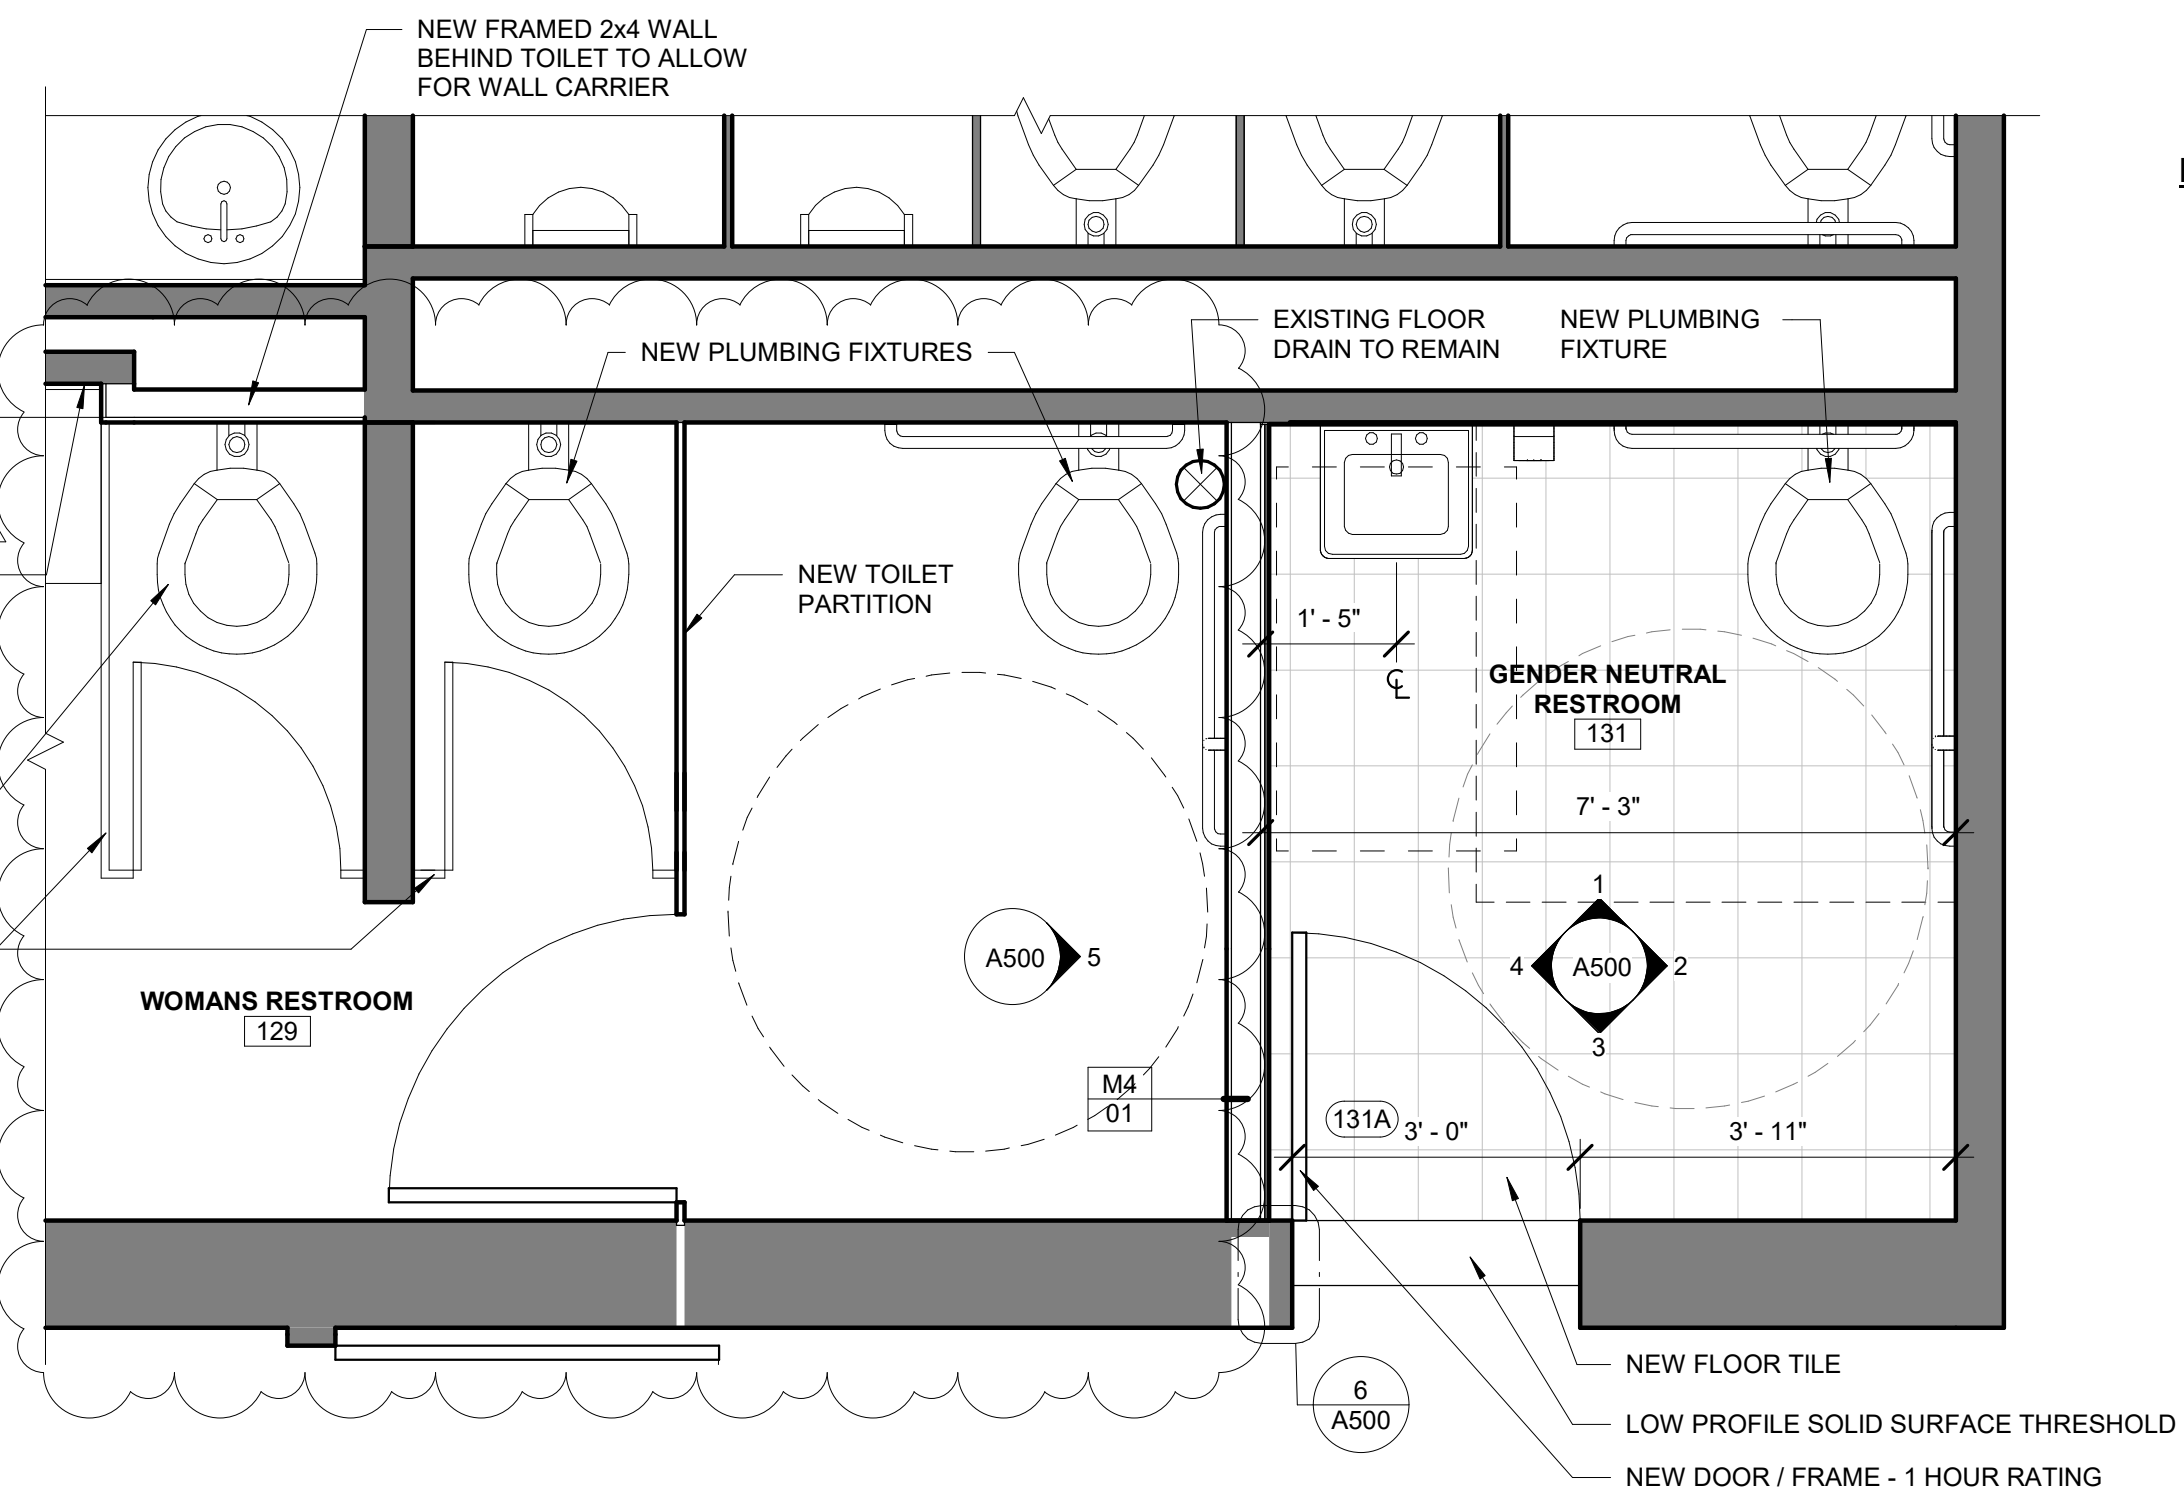 NEW FRAMED 2x4 WALL
BEHIND TOILET TO ALLOW
FOR WALL CARRIER
EXISTING FLOOR
DRAIN TO REMAIN
NEW PLUMBING
FIXTURE
NEW PLUMBING FIXTURES
NEW TOILET
PARTITION
1' - 5"
℄
GENDER NEUTRAL
RESTROOM
131
7' - 3"
1
A500
2
3
4
A500
5
WOMANS RESTROOM
129
M4
01
131A
3' - 0"
3' - 11"
NEW FLOOR TILE
6
A500
LOW PROFILE SOLID SURFACE THRESHOLD
NEW DOOR / FRAME - 1 HOUR RATING